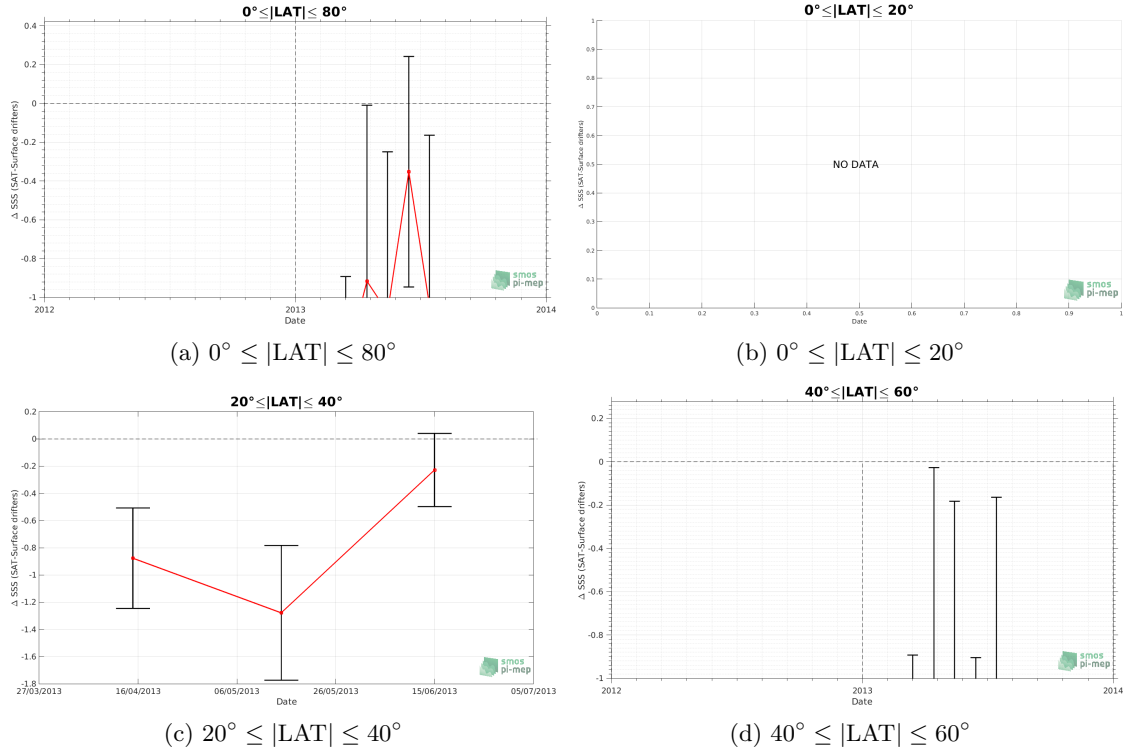 0°≤|LAT|≤ 80°
Δ SSS (SAT-Surface drifters)
0.4
0.2
0
-0.2
-0.4
-0.6
-0.8
-1
2012
2013
2014
Date
smos
pi-mep
(a) 0° ≤ |LAT| ≤ 80°
0°≤|LAT|≤ 20°
Δ SSS (SAT-Surface drifters)
1
0.9
0.8
0.7
0.6
0.5
0.4
0.3
0.2
0.1
0
NO DATA
0
0.1
0.2
0.3
0.4
0.5
0.6
0.7
0.8
0.9
1
Date
smos
pi-mep
(b) 0° ≤ |LAT| ≤ 20°
20°≤|LAT|≤ 40°
Δ SSS (SAT-Surface drifters)
0
-0.2
-0.4
-0.6
-0.8
-1
-1.2
-1.4
-1.6
-1.8
27/03/2013
16/04/2013
06/05/2013
26/05/2013
15/06/2013
05/07/2013
Date
smos
pi-mep
(c) 20° ≤ |LAT| ≤ 40°
40°≤|LAT|≤ 60°
Δ SSS (SAT-Surface drifters)
0.2
0
-0.2
-0.4
-0.6
-0.8
-1
2012
2013
2014
Date
smos
pi-mep
(d) 40° ≤ |LAT| ≤ 60°